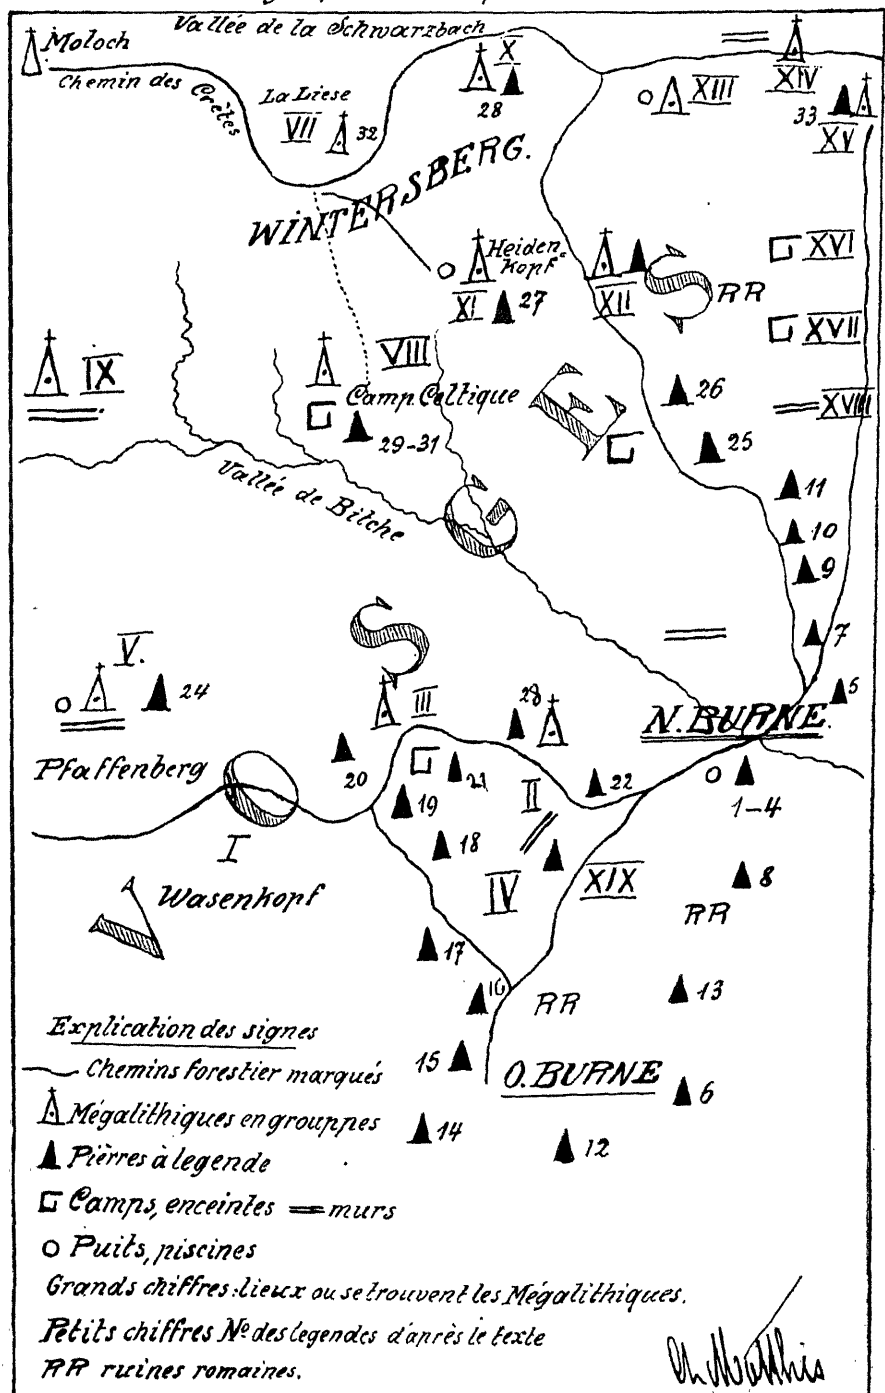 Vallée de la Schwarzbach
Moloch
Chemin des Crêtes
La Liese
VII 32
X
28
XIII
XIV
33
XV
WINTERSBERG.
Heiden=
Kopf
XI 27
XII
S
RR
XVI
XVII
XVIII
IX
VIII
Camp. Celtique
29-31
E
26
25
11
10
9
7
5
Vallée de Bitche
G
S
V.
24
III
28
N. BURNE.
Pfaffenberg
20
21
19
II
22
1-4
O
I
18
IV
XIX
8
V
Wasenkopf
RR
17
16
RR
13
15
O. BURNE
6
14
12
Explication des signes
Chemins forestier marqués
Mégalithiques en grouppes
Pièrres à legende
Camps, enceintes = murs
Puits, piscines
Grands chiffres: lieux ou se trouvent les Mégalithiques.
Petits chiffres Nº des legendes d'après le texte
RR ruines romaines.
Ch. Matthis